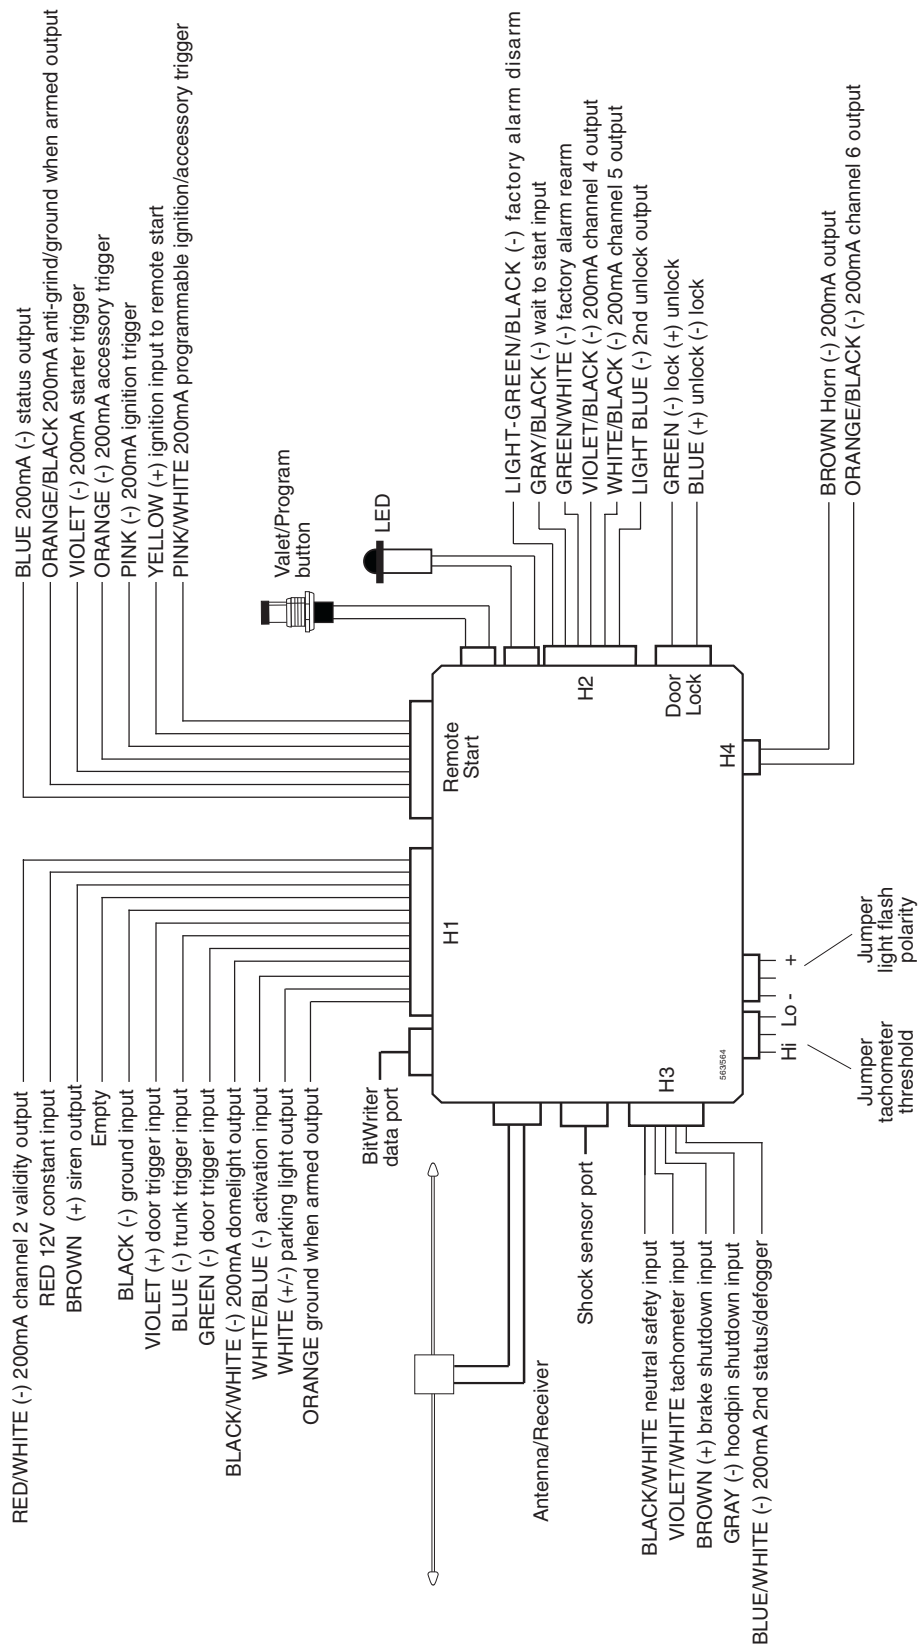 RED/WHITE (-) 200mA channel 2 validity output
RED 12V constant input
BROWN (+) siren output
Empty
BLACK (-) ground input
VIOLET (+) door trigger input
BLUE (-) trunk trigger input
GREEN (-) door trigger input
BLACK/WHITE (-) 200mA domelight output
WHITE/BLUE (-) activation input
WHITE (+/-) parking light output
ORANGE ground when armed output
BLUE 200mA (-) status output
ORANGE/BLACK 200mA anti-grind/ground when armed output
VIOLET (-) 200mA starter trigger
ORANGE (-) 200mA accessory trigger
PINK (-) 200mA ignition trigger
YELLOW (+) ignition input to remote start
PINK/WHITE 200mA programmable ignition/accessory trigger
Valet/Program
button
LED
BitWriter
data port
H1
Remote
Start
Antenna/Receiver
Shock sensor port
H3
H2
Door
Lock
H4
563/564
LIGHT-GREEN/BLACK (-) factory alarm disarm
GRAY/BLACK (-) wait to start input
GREEN/WHITE (-) factory alarm rearm
VIOLET/BLACK (-) 200mA channel 4 output
WHITE/BLACK (-) 200mA channel 5 output
LIGHT BLUE (-) 2nd unlock output
GREEN (-) lock (+) unlock
BLUE (+) unlock (-) lock
BLACK/WHITE neutral safety input
VIOLET/WHITE tachometer input
BROWN (+) brake shutdown input
GRAY (-) hoodpin shutdown input
BLUE/WHITE (-) 200mA 2nd status/defogger
Hi Lo - +
Jumper
tachometer
threshold
Jumper
light flash
polarity
BROWN Horn (-) 200mA output
ORANGE/BLACK (-) 200mA channel 6 output